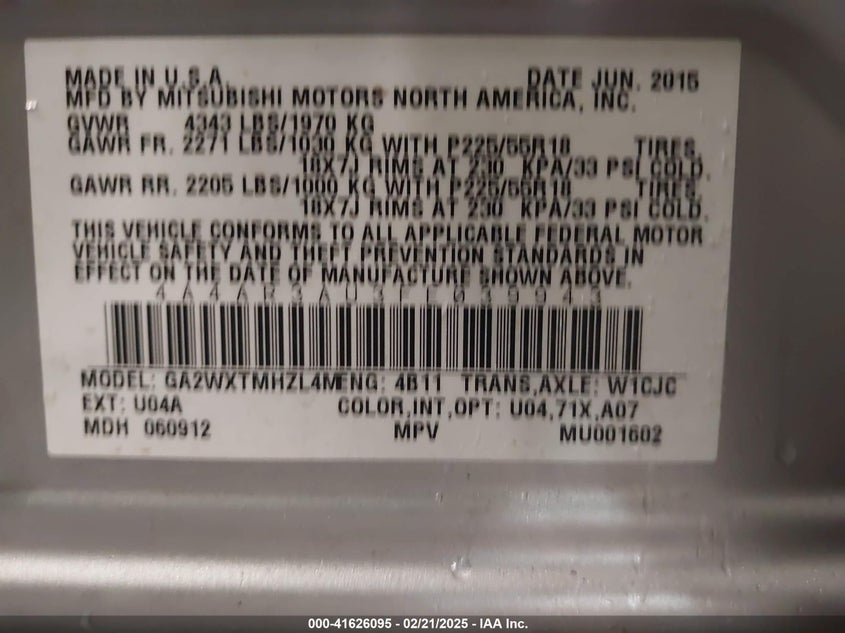 MADE IN U.S.A. DATE JUN. 2015
MFD BY MITSUBISHI MOTORS NORTH AMERICA, INC.
GVWR 4343 LBS/1970 KG
GAWR FR. 2271 LBS/1030 KG WITH P225/55R18 TIRES,
18X7J RIMS AT 230 KPA/33 PSI COLD.
GAWR RR. 2205 LBS/1000 KG WITH P225/55R18 TIRES,
18X7J RIMS AT 230 KPA/33 PSI COLD.
THIS VEHICLE CONFORMS TO ALL APPLICABLE FEDERAL MOTOR
VEHICLE SAFETY AND THEFT PREVENTION STANDARDS IN
EFFECT ON THE DATE OF MANUFACTURE SHOWN ABOVE.
4A4AR3AU3FE039943
MODEL: GA2WXTMHZL4M ENG: 4B11 TRANS,AXLE: W1CJC
EXT: U04A COLOR,INT,OPT: U04,71X,A07
MDH 060912 MPV MU001602
000-41626095 - 02/21/2025 - IAA Inc.